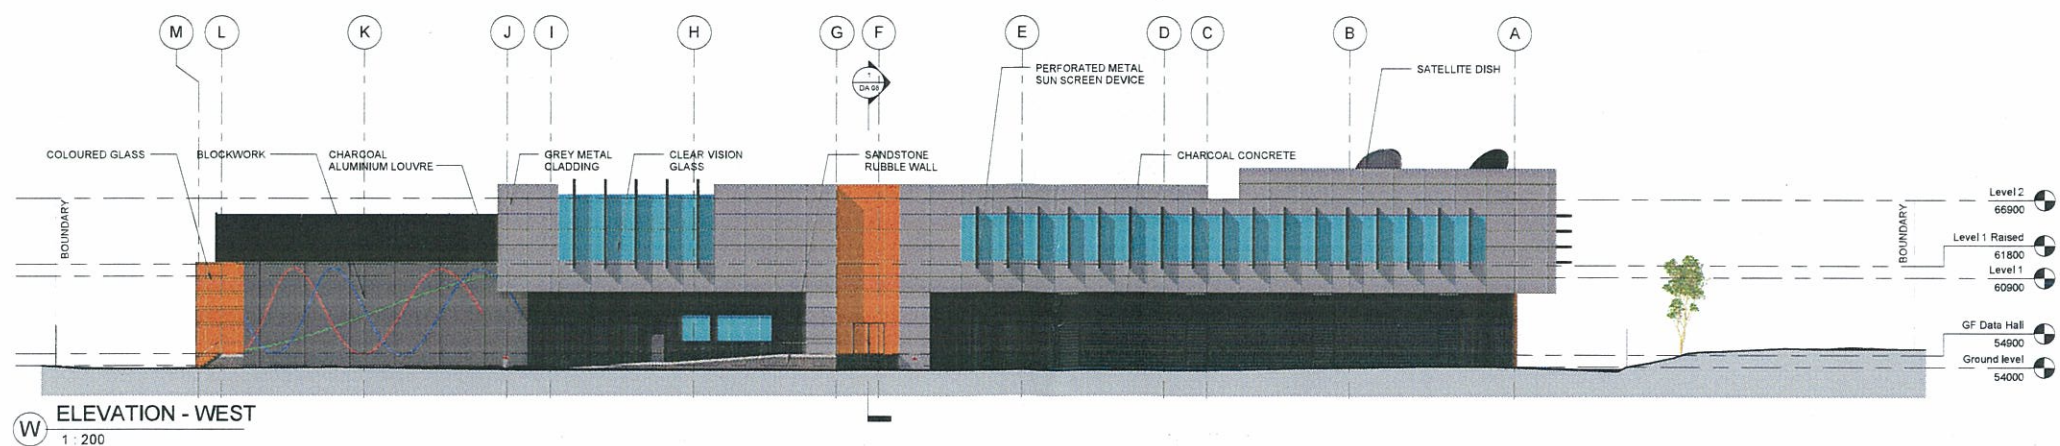 M
L
K
J
I
H
G
F
E
D
C
B
A
1
DA 08
PERFORATED METAL
SUN SCREEN DEVICE
SATELLITE DISH
COLOURED GLASS
BLOCKWORK
CHARCOAL
ALUMINIUM LOUVRE
GREY METAL
CLADDING
CLEAR VISION
GLASS
SANDSTONE
RUBBLE WALL
CHARCOAL CONCRETE
BOUNDARY
BOUNDARY
Level 2
66900
Level 1 Raised
61800
Level 1
60900
GF Data Hall
54900
Ground level
54000
W
ELEVATION - WEST
1 : 200